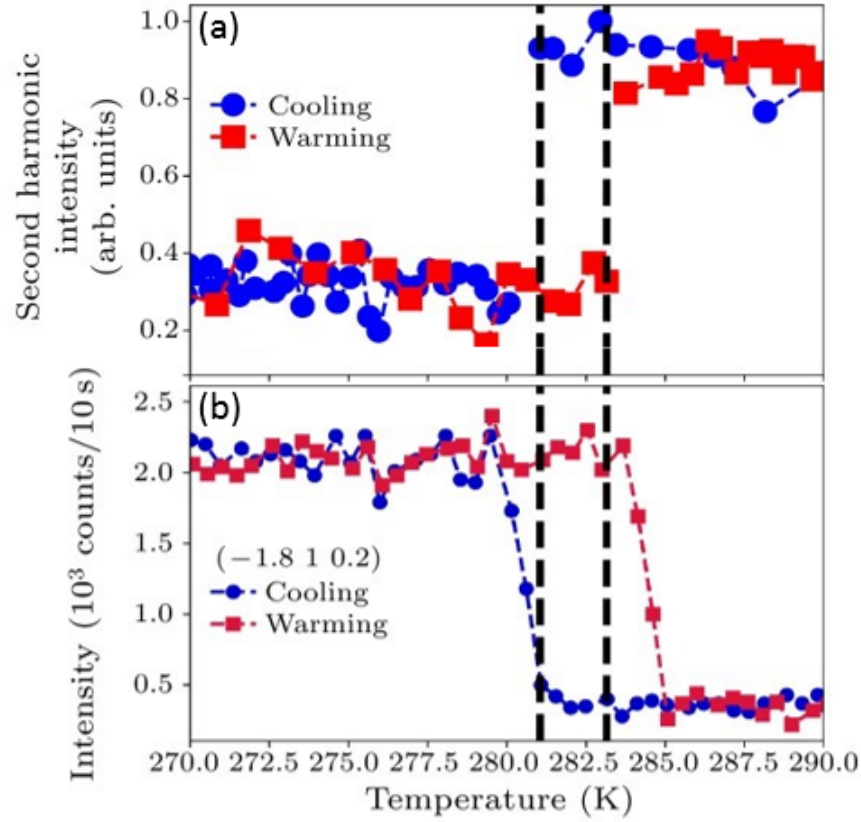 (a)
1.0
0.8
0.6
0.4
0.2
Second harmonic
intensity
(arb. units)
Cooling
Warming
(b)
2.5
2.0
1.5
1.0
0.5
Intensity (10³ counts/10 s)
(−1.8 1 0.2)
Cooling
Warming
270.0 272.5 275.0 277.5 280.0 282.5 285.0 287.5 290.0
Temperature (K)